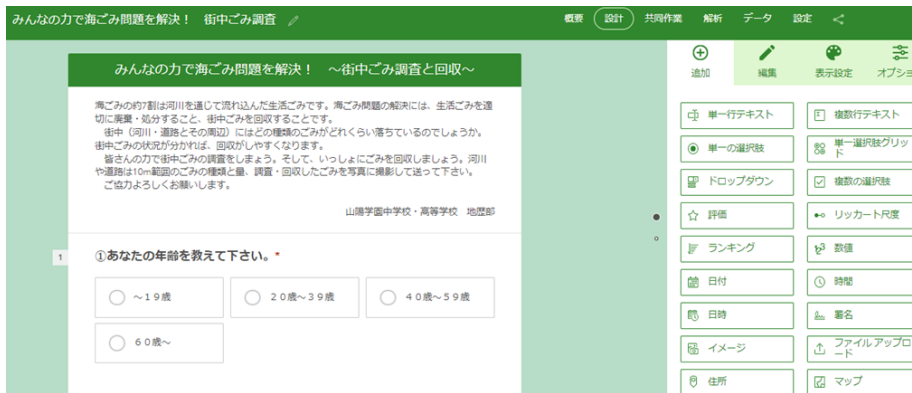 みんなの力で海ごみ問題を解決！　街中ごみ調査
概要
設計
共同作業
解析
データ
設定
みんなの力で海ごみ問題を解決！　～街中ごみ調査と回収～
海ごみの約7割は河川を通じて流れ込んだ生活ごみです。海ごみ問題の解決には、生活ごみを適
切に廃棄・処分すること、街中ごみを回収することです。
街中（河川・道路とその周辺）にはどの種類のごみがどれくらい落ちているのでしょうか。
街中ごみの状況が分かれば、回収がしやすくなります。
皆さんの力で街中ごみの調査をしましょう。そして、いっしょにごみを回収しましょう。河川
や道路は10m範囲のごみの種類と量、調査・回収したごみを写真に撮影して送って下さい。
ご協力よろしくお願いします。
山陽学園中学校・高等学校　地歴部
1
①あなたの年齢を教えて下さい。*
～１９歳
２０歳～３９歳
４０歳～５９歳
６０歳～
追加
編集
表示設定
オプショ
単一行テキスト
複数行テキスト
単一の選択肢
単一選択肢グリッ
ド
ドロップダウン
複数の選択肢
評価
リッカート尺度
ランキング
数値
日付
時間
日時
署名
イメージ
ファイル アップロ
ード
住所
マップ